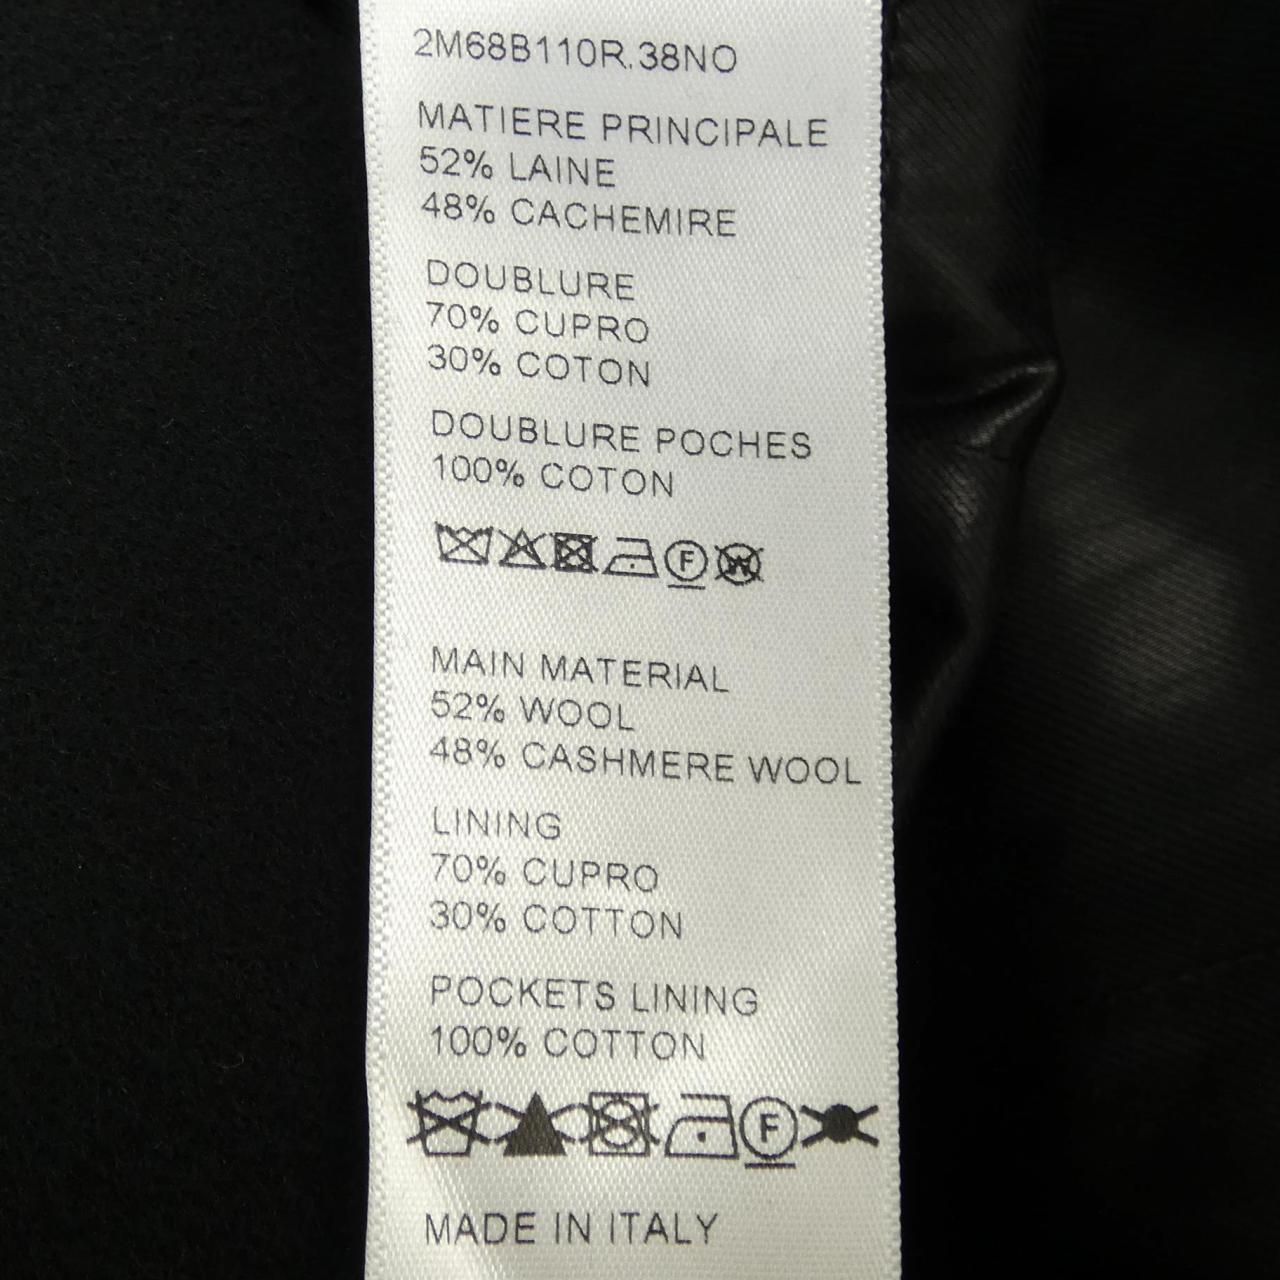 2M68B110R.38NO
MATIERE PRINCIPALE
52% LAINE
48% CACHEMIRE
DOUBLURE
70% CUPRO
30% COTON
DOUBLURE POCHES
100% COTON
F W
MAIN MATERIAL
52% WOOL
48% CASHMERE WOOL
LINING
70% CUPRO
30% COTTON
POCKETS LINING
100% COTTON
F
MADE IN ITALY